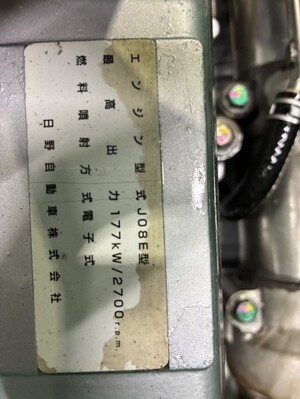 エンジン型式J08E型
最高出力177kW/2700r.p.m.
燃料噴射方式電子式
日野自動車株式会社